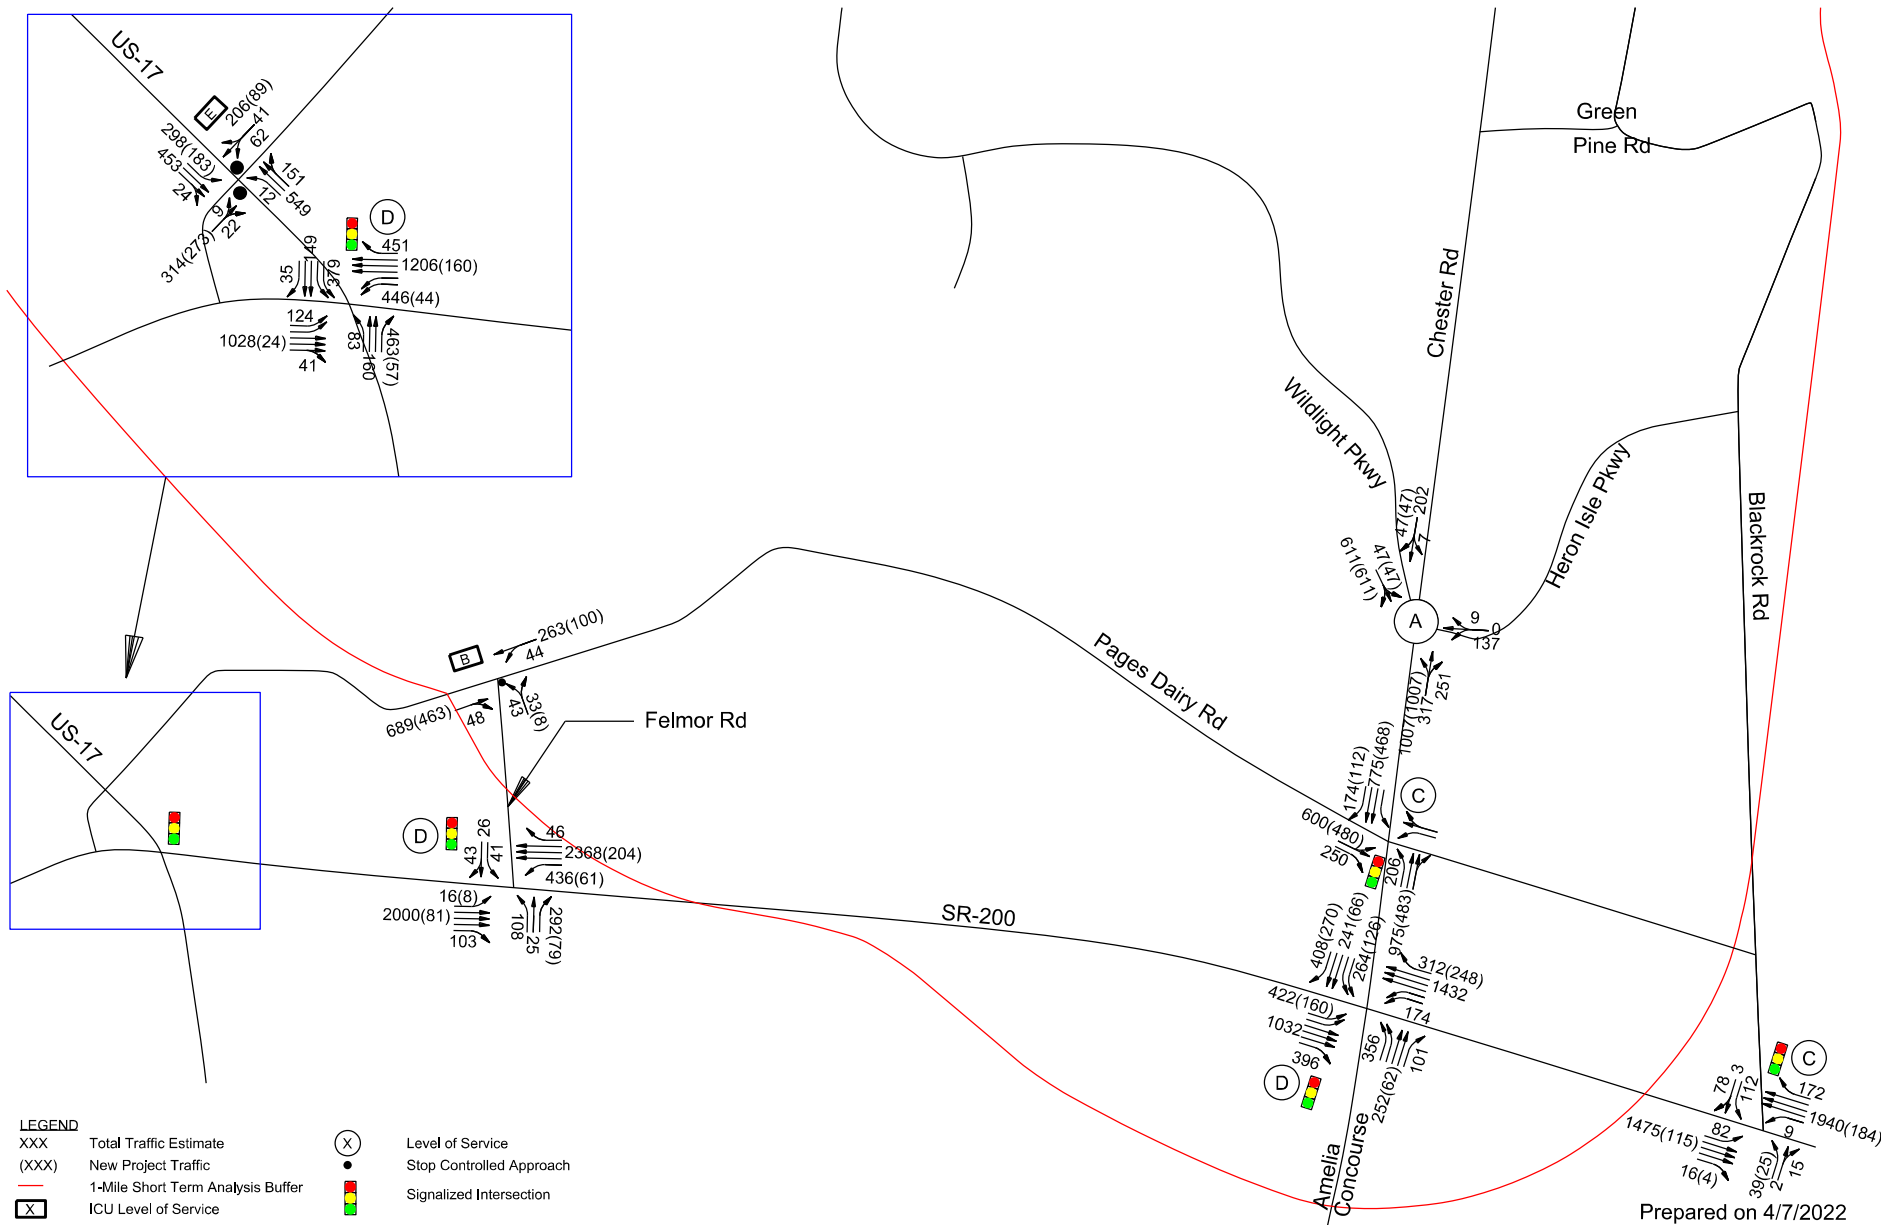 US-17
E
206(89)
41
62
298(183)
453
24
151
549
12
9
22
314(273)
D
451
1206(160)
446(44)
35
149
379
124
1028(24)
41
83
160
463(57)
Green
Pine Rd
Chester Rd
Wildlight Pkwy
Heron Isle Pkwy
Blackrock Rd
47(47)
202
7
611(611)
47(47)
A
9
0
137
1007(1007)
317
251
Pages Dairy Rd
B
263(100)
44
689(463)
48
43
33(8)
Felmor Rd
US-17
174(112)
775(468)
C
600(480)
250
206
975(483)
D
43
26
41
46
2368(204)
436(61)
16(8)
2000(81)
103
108
25
292(79)
SR-200
408(270)
241(66)
264(126)
312(248)
1432
174
422(160)
1032
396
356
252(62)
101
D
Amelia
Concourse
C
78
3
112
172
1940(184)
9
1475(115)
82
16(4)
39(25)
2
15
LEGEND
XXX Total Traffic Estimate
(XXX) New Project Traffic
1-Mile Short Term Analysis Buffer
X ICU Level of Service
X Level of Service
Stop Controlled Approach
Signalized Intersection
Prepared on 4/7/2022